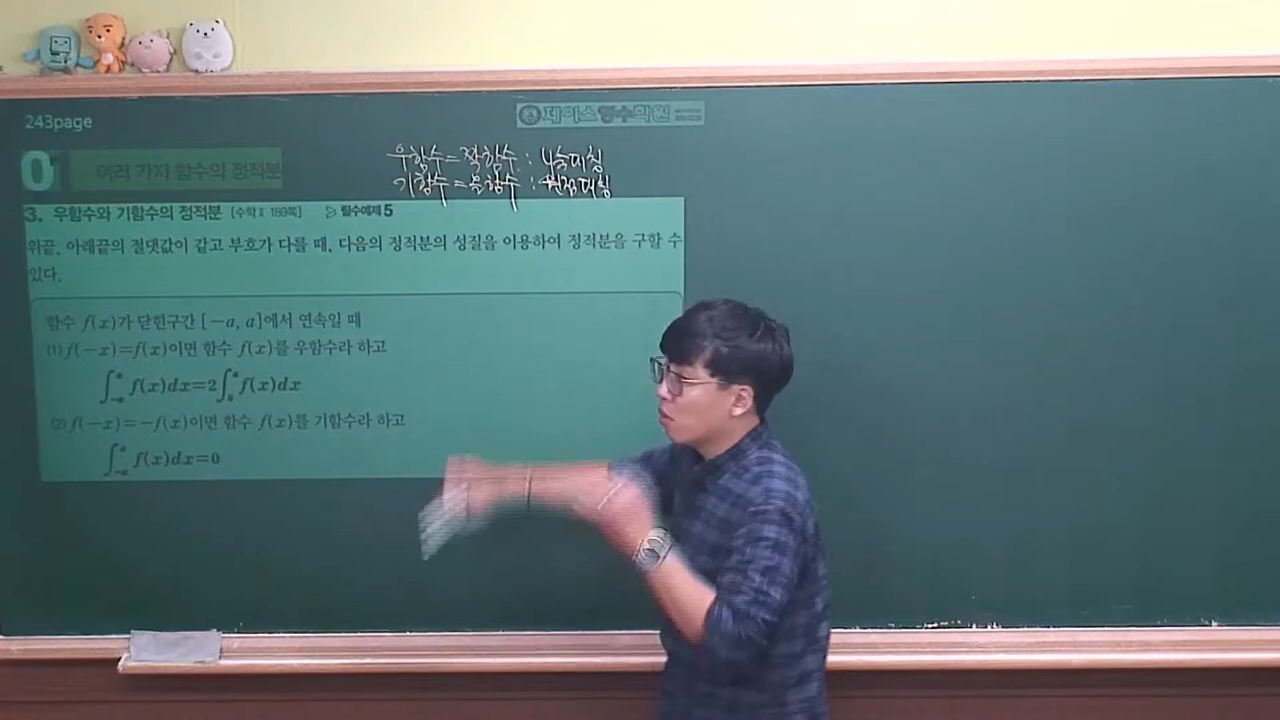 243page
제이스영수학원
여러 가지 함수의 정적분
우함수=짝함수 : y축대칭
기함수=홀함수 : 원점대칭
3. 우함수와 기함수의 정적분 [수학Ⅱ 189쪽] ▷ 필수예제 5
위끝, 아래끝의 절댓값이 같고 부호가 다를 때, 다음의 정적분의 성질을 이용하여 정적분을 구할 수
있다.
함수 f(x)가 닫힌구간 [-a, a]에서 연속일 때
(1) f(-x)=f(x)이면 함수 f(x)를 우함수라 하고
∫_{-a}^{a} f(x)dx=2∫_{0}^{a} f(x)dx
(2) f(-x)=-f(x)이면 함수 f(x)를 기함수라 하고
∫_{-a}^{a} f(x)dx=0